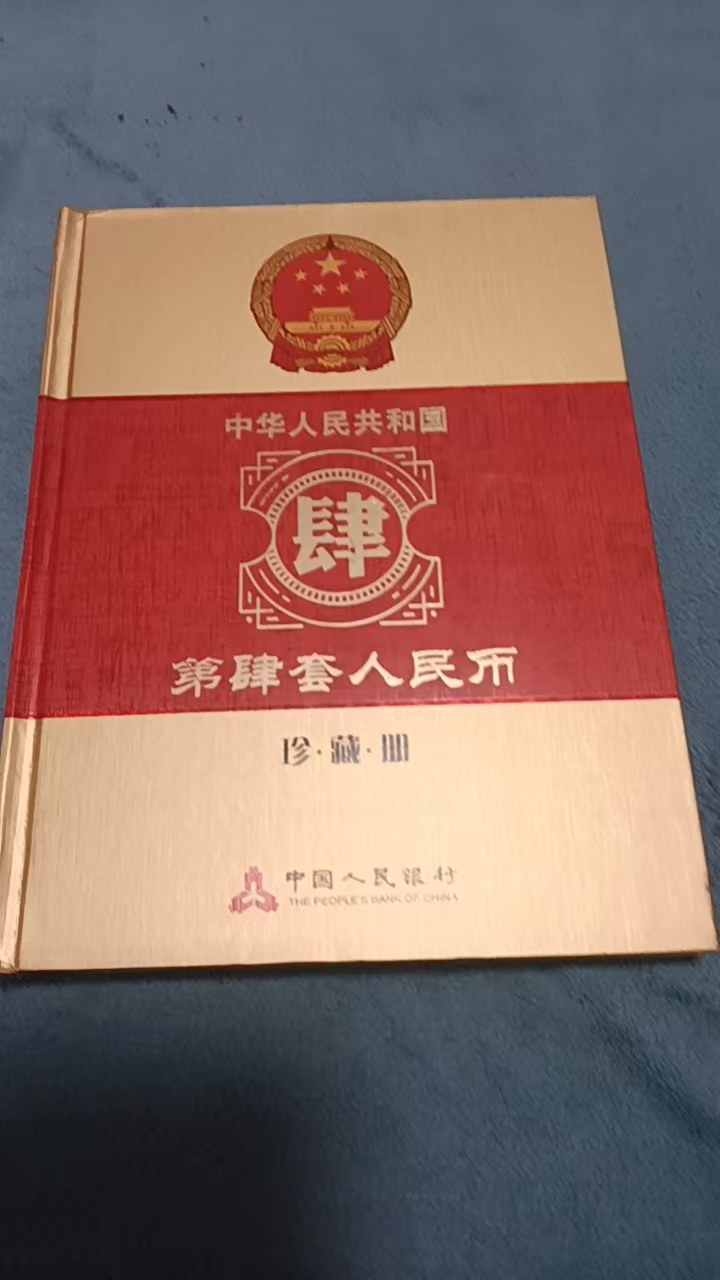 中华人民共和国
肆
第肆套人民币
珍·藏·册
中国人民银行
THE PEOPLE'S BANK OF CHINA